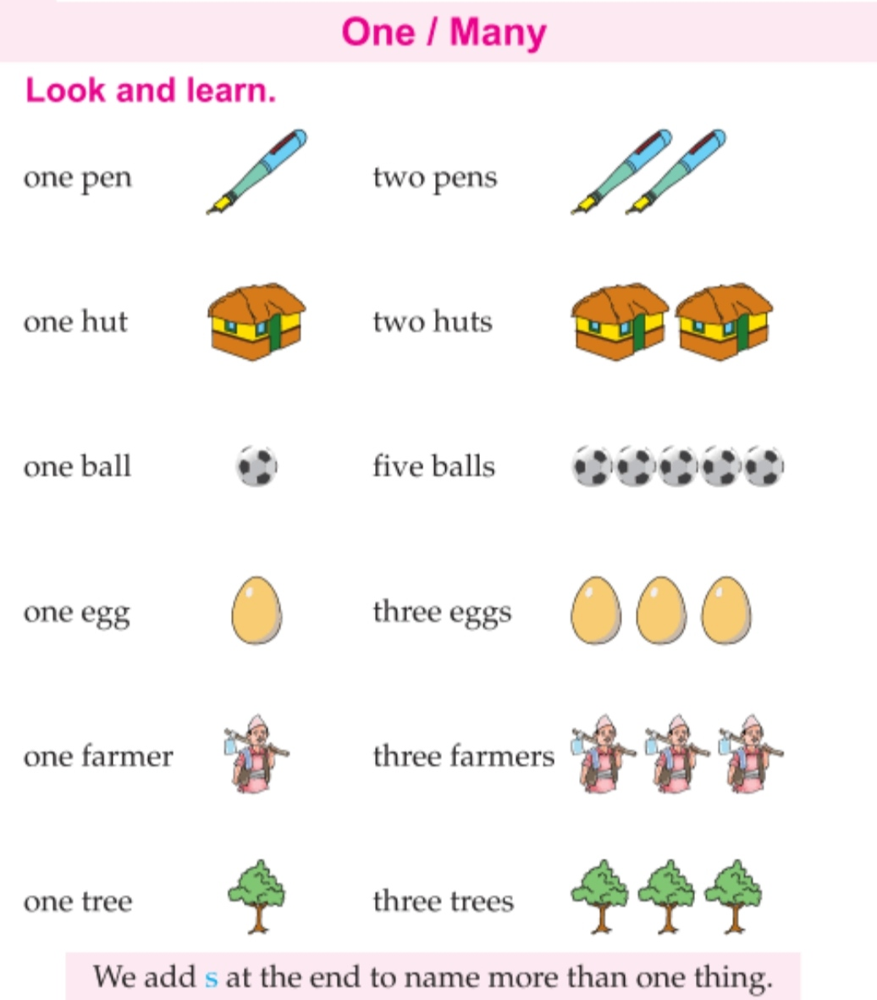 One / Many
Look and learn.
one pen two pens
one hut two huts
one ball five balls
one egg three eggs
one farmer three farmers
one tree three trees
We add s at the end to name more than one thing.